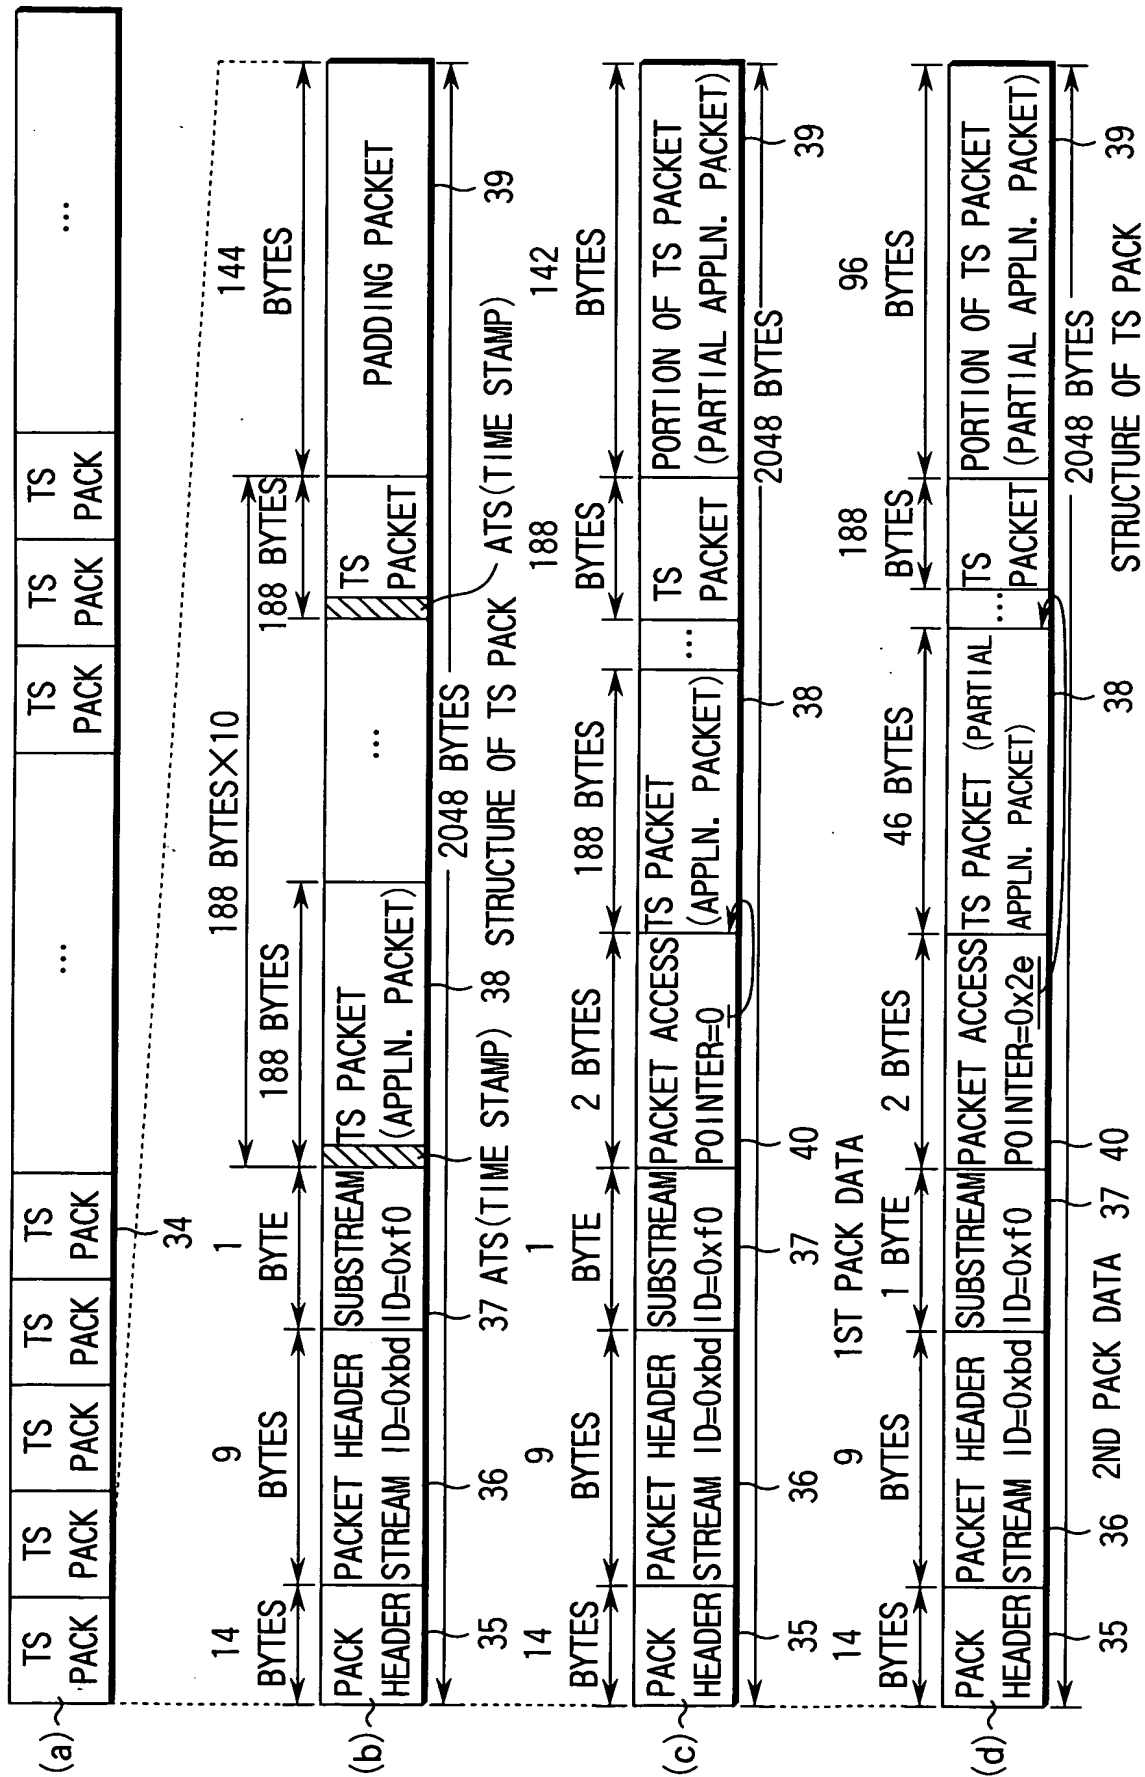 (a)
TS
PACK
TS
PACK
TS
PACK
TS
PACK
TS
PACK
...
TS
PACK
TS
PACK
TS
PACK
...
34
14
BYTES
9
BYTES
1
BYTE
188 BYTES×10
188 BYTES
188 BYTES
144
BYTES
(b)
PACK
HEADER
PACKET HEADER
STREAM ID=0xbd
SUBSTREAM
ID=0xf0
TS PACKET
(APPLN. PACKET)
...
TS
PACKET
PADDING PACKET
2048 BYTES
35
36
37
ATS(TIME STAMP)
38
STRUCTURE OF TS PACK
ATS(TIME STAMP)
39
14
BYTES
9
BYTES
1
BYTE
2 BYTES
188 BYTES
188
BYTES
142
BYTES
(c)
PACK
HEADER
PACKET HEADER
STREAM ID=0xbd
SUBSTREAM
ID=0xf0
PACKET ACCESS
POINTER=0
TS PACKET
(APPLN. PACKET)
...
TS
PACKET
PORTION OF TS PACKET
(PARTIAL APPLN. PACKET)
2048 BYTES
35
36
37
40
38
39
1ST PACK DATA
14
BYTES
9
BYTES
1 BYTE
2 BYTES
46 BYTES
188
BYTES
96
BYTES
(d)
PACK
HEADER
PACKET HEADER
STREAM ID=0xbd
SUBSTREAM
ID=0xf0
PACKET ACCESS
POINTER=0x2e
TS PACKET (PARTIAL
APPLN. PACKET)
...
TS
PACKET
PORTION OF TS PACKET
(PARTIAL APPLN. PACKET)
2048 BYTES
35
36
2ND PACK DATA
37
40
38
STRUCTURE OF TS PACK
39